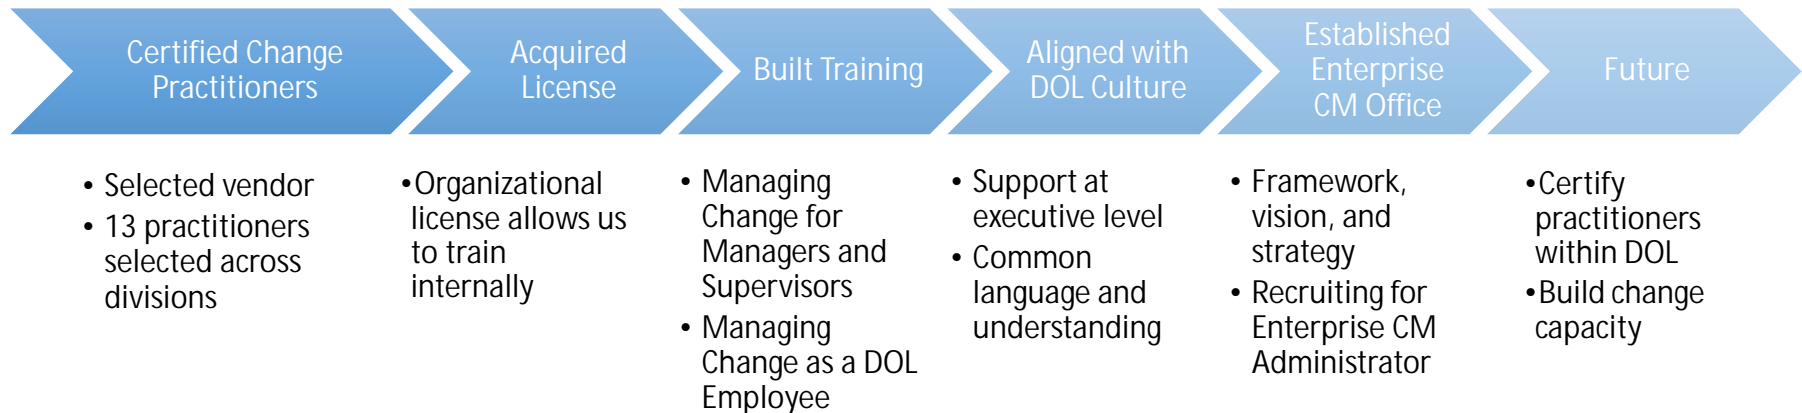 Certified Change
Practitioners
Acquired
License
Built Training
Aligned with
DOL Culture
Established
Enterprise
CM Office
Future
• Selected vendor
• 13 practitioners
selected across
divisions
•Organizational
license allows us
to train
internally
• Managing
Change for
Managers and
Supervisors
• Managing
Change as a DOL
Employee
• Support at
executive level
• Common
language and
understanding
• Framework,
vision, and
strategy
• Recruiting for
Enterprise CM
Administrator
•Certify
practitioners
within DOL
•Build change
capacity